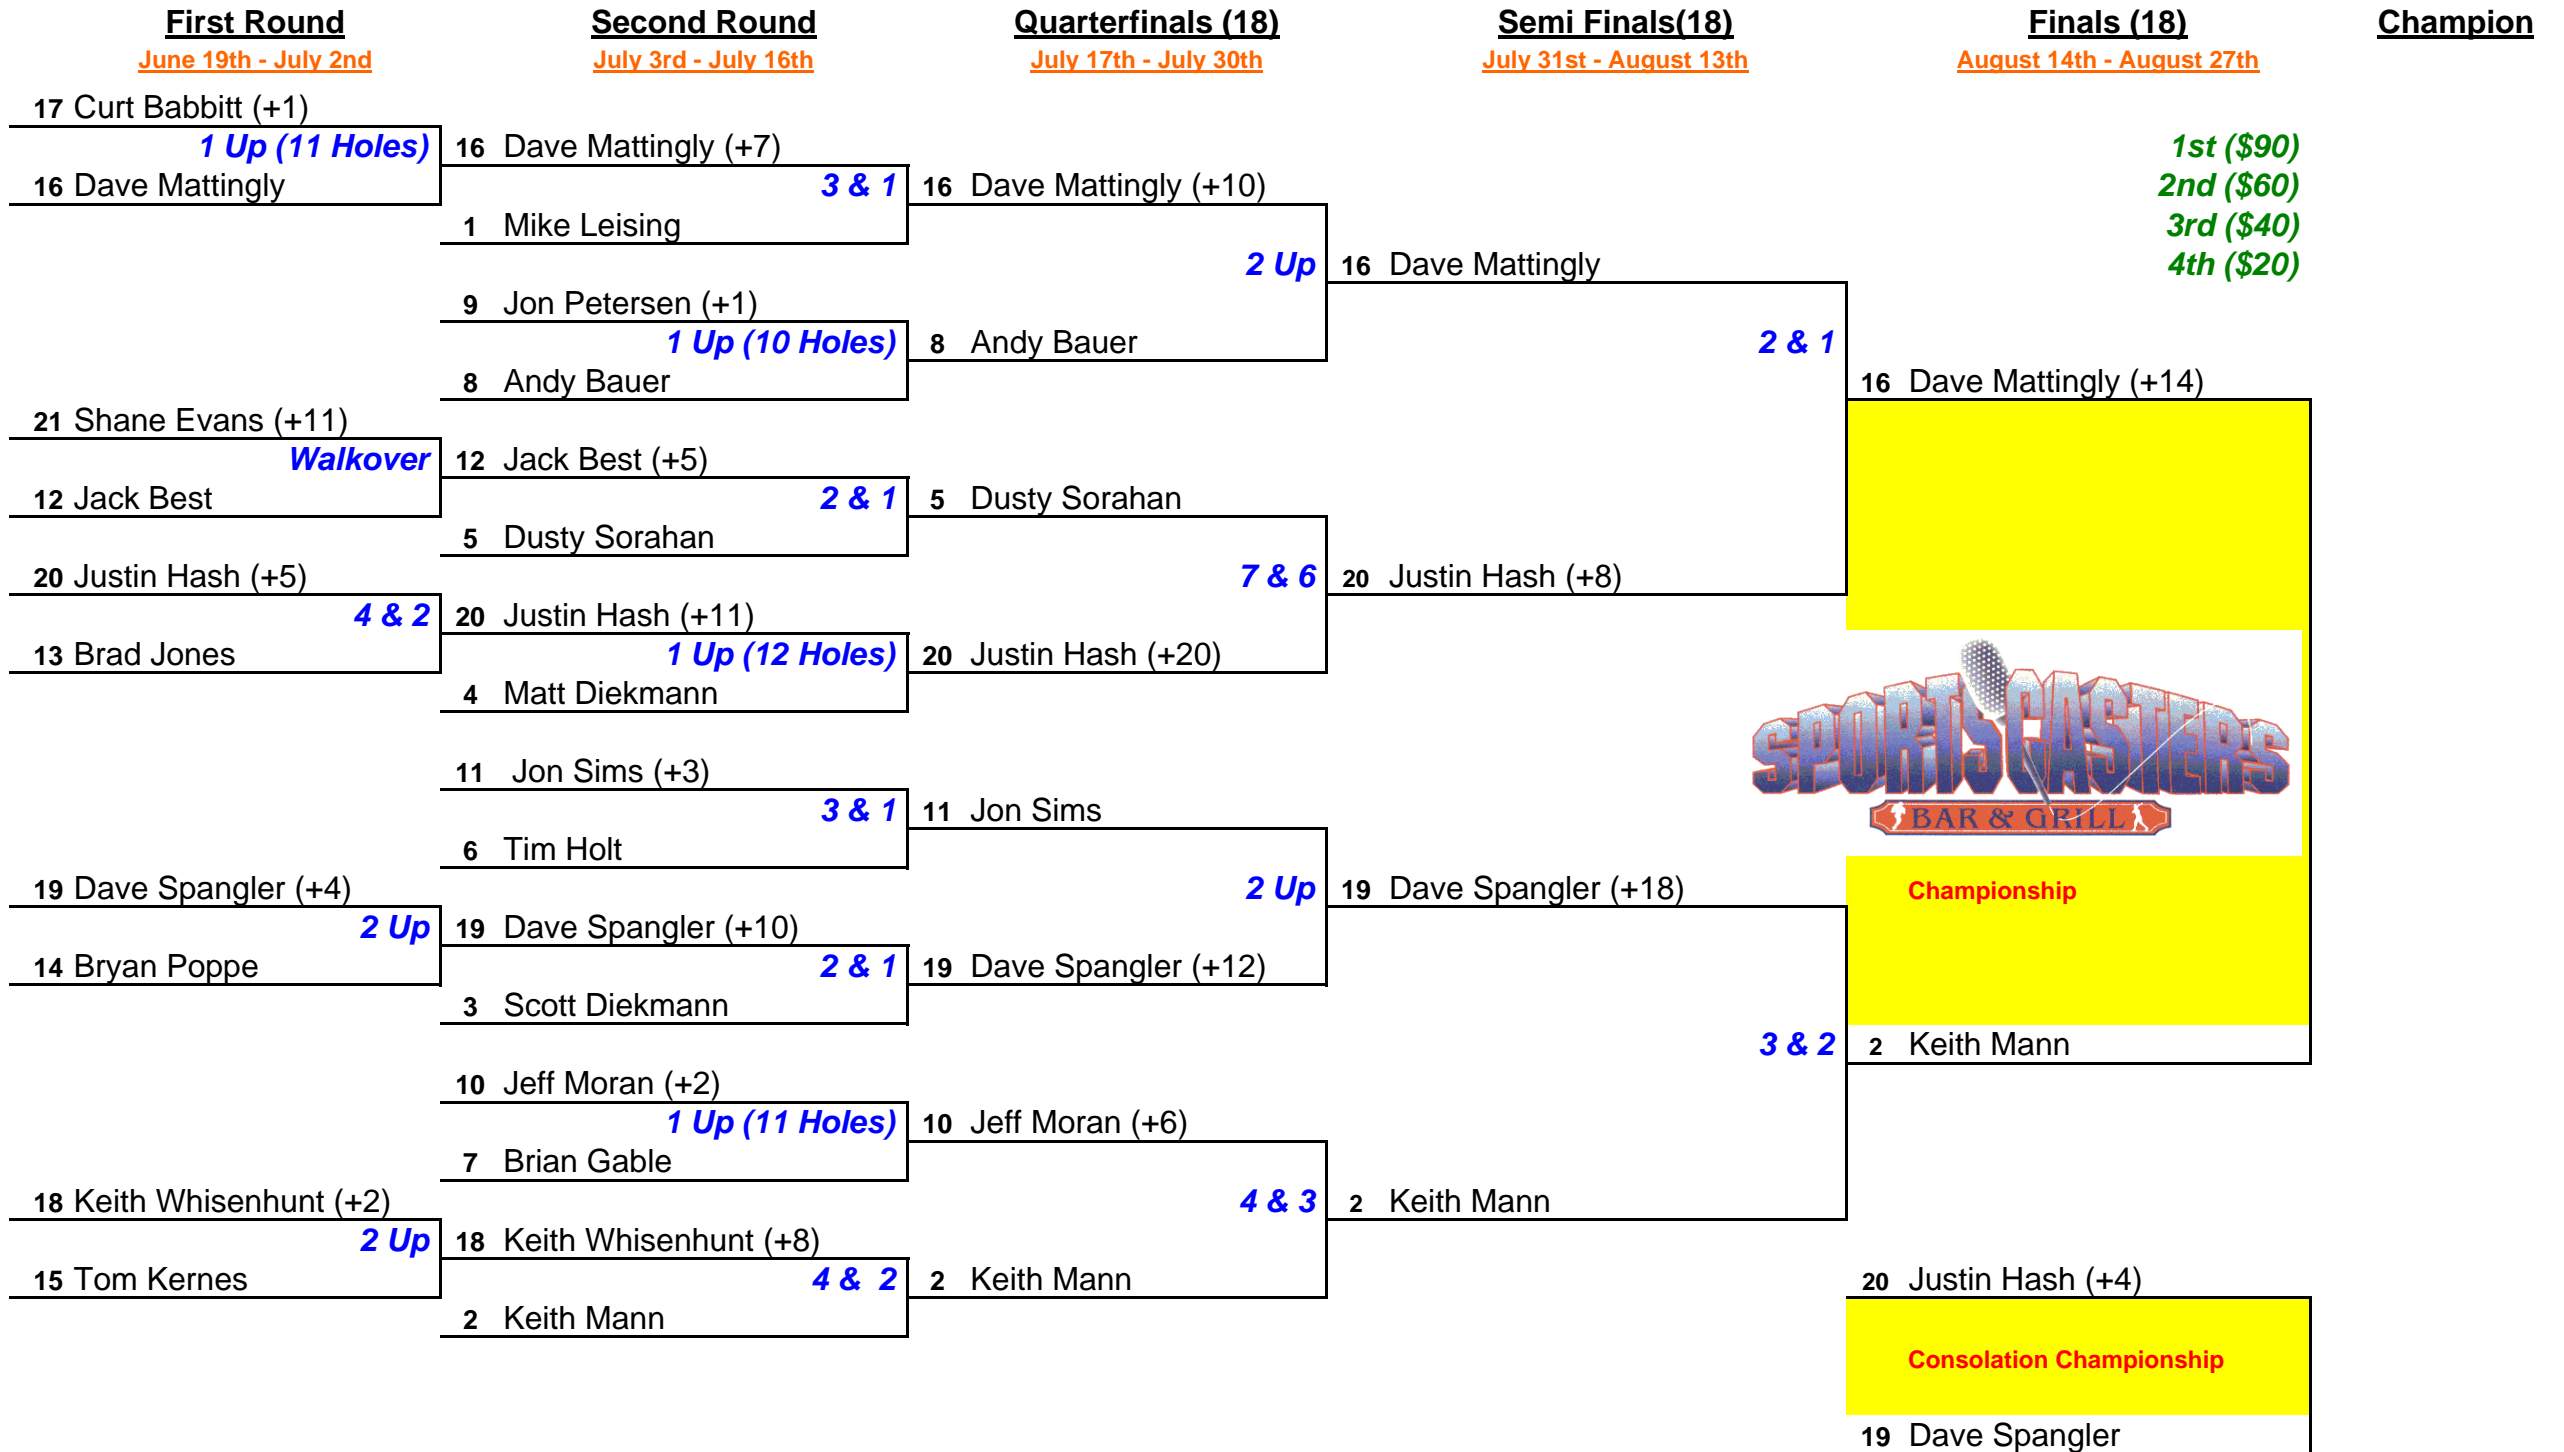 First Round
Second Round
Quarterfinals (18)
Semi Finals(18)
Finals (18)
Champion
June 19th - July 2nd
July 3rd - July 16th
July 17th - July 30th
July 31st - August 13th
August 14th - August 27th
17 Curt Babbitt (+1)
1 Up (11 Holes)
16 Dave Mattingly
21 Shane Evans (+11)
Walkover
12 Jack Best
20 Justin Hash (+5)
4 & 2
13 Brad Jones
19 Dave Spangler (+4)
2 Up
14 Bryan Poppe
18 Keith Whisenhunt (+2)
2 Up
15 Tom Kernes
16 Dave Mattingly (+7)
3 & 1
1 Mike Leising
9 Jon Petersen (+1)
1 Up (10 Holes)
8 Andy Bauer
12 Jack Best (+5)
2 & 1
5 Dusty Sorahan
20 Justin Hash (+11)
1 Up (12 Holes)
4 Matt Diekmann
11 Jon Sims (+3)
3 & 1
6 Tim Holt
19 Dave Spangler (+10)
2 & 1
3 Scott Diekmann
10 Jeff Moran (+2)
1 Up (11 Holes)
7 Brian Gable
18 Keith Whisenhunt (+8)
4 & 2
2 Keith Mann
16 Dave Mattingly (+10)
2 Up
8 Andy Bauer
5 Dusty Sorahan
7 & 6
20 Justin Hash (+20)
11 Jon Sims
2 Up
19 Dave Spangler (+12)
10 Jeff Moran (+6)
4 & 3
2 Keith Mann
16 Dave Mattingly
2 & 1
20 Justin Hash (+8)
19 Dave Spangler (+18)
3 & 2
2 Keith Mann
1st ($90)
2nd ($60)
3rd ($40)
4th ($20)
16 Dave Mattingly (+14)
SPORTSCASTERS
BAR & GRILL
Championship
2 Keith Mann
20 Justin Hash (+4)
Consolation Championship
19 Dave Spangler